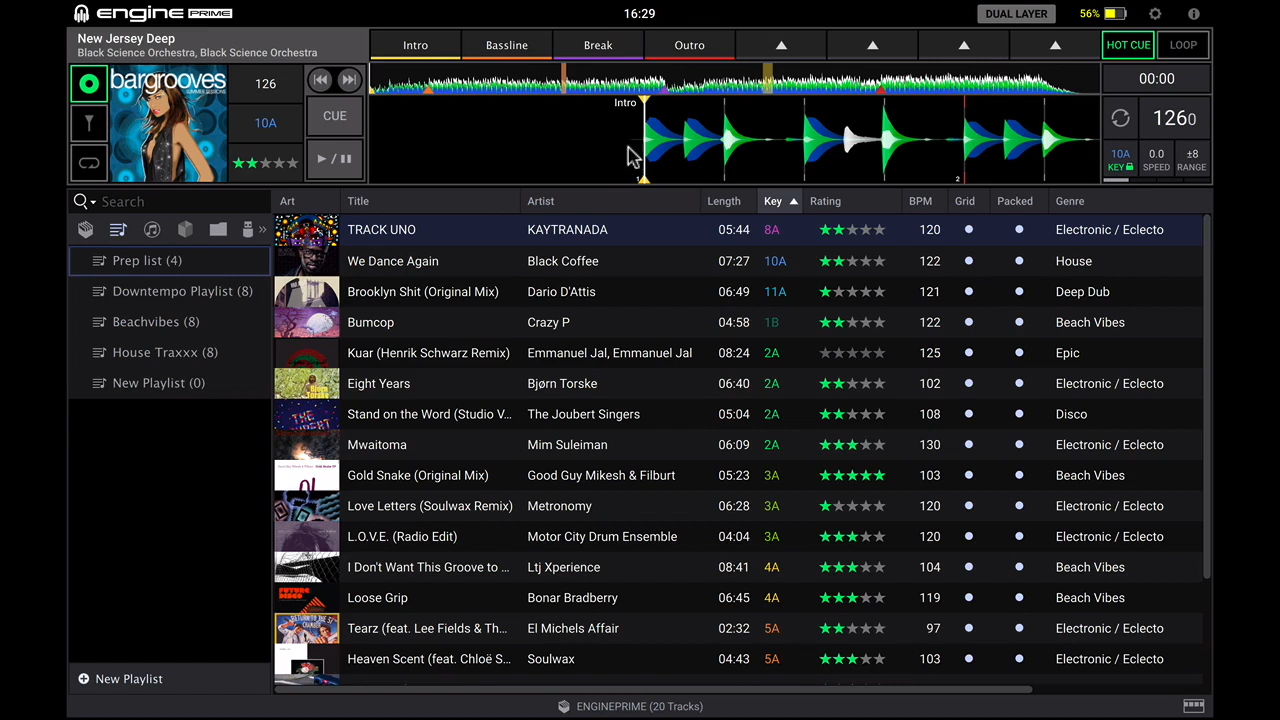 engine PRIME
16:29
DUAL LAYER
56%
New Jersey Deep
Black Science Orchestra, Black Science Orchestra
Intro
Bassline
Break
Outro
HOT CUE
LOOP
bargrooves
SUMMER SESSIONS
126
10A
CUE
Intro
1
2
00:00
1260
10A
KEY
0.0
SPEED
±8
RANGE
Search
Art Title Artist Length Key Rating BPM Grid Packed Genre
Prep list (4)
Downtempo Playlist (8)
Beachvibes (8)
House Traxxx (8)
New Playlist (0)
TRACK UNO KAYTRANADA 05:44 8A 120 Electronic / Eclecto
We Dance Again Black Coffee 07:27 10A 122 House
Brooklyn Shit (Original Mix) Dario D'Attis 06:49 11A 121 Deep Dub
Bumcop Crazy P 04:58 1B 122 Beach Vibes
Kuar (Henrik Schwarz Remix) Emmanuel Jal, Emmanuel Jal 08:24 2A 125 Epic
Eight Years Bjørn Torske 06:40 2A 102 Electronic / Eclecto
Stand on the Word (Studio V... The Joubert Singers 05:04 2A 108 Disco
Mwaitoma Mim Suleiman 06:09 2A 130 Electronic / Eclecto
Gold Snake (Original Mix) Good Guy Mikesh & Filburt 05:23 3A 103 Beach Vibes
Love Letters (Soulwax Remix) Metronomy 06:28 3A 120 Electronic / Eclecto
L.O.V.E. (Radio Edit) Motor City Drum Ensemble 04:04 3A 120 Electronic / Eclecto
I Don't Want This Groove to ... Ltj Xperience 08:41 4A 104 Beach Vibes
Loose Grip Bonar Bradberry 06:45 4A 119 Beach Vibes
Tearz (feat. Lee Fields & Th... El Michels Affair 02:32 5A 97 Electronic / Eclecto
Heaven Scent (feat. Chloë S... Soulwax 04:43 5A 103 Electronic / Eclecto
New Playlist
ENGINEPRIME (20 Tracks)